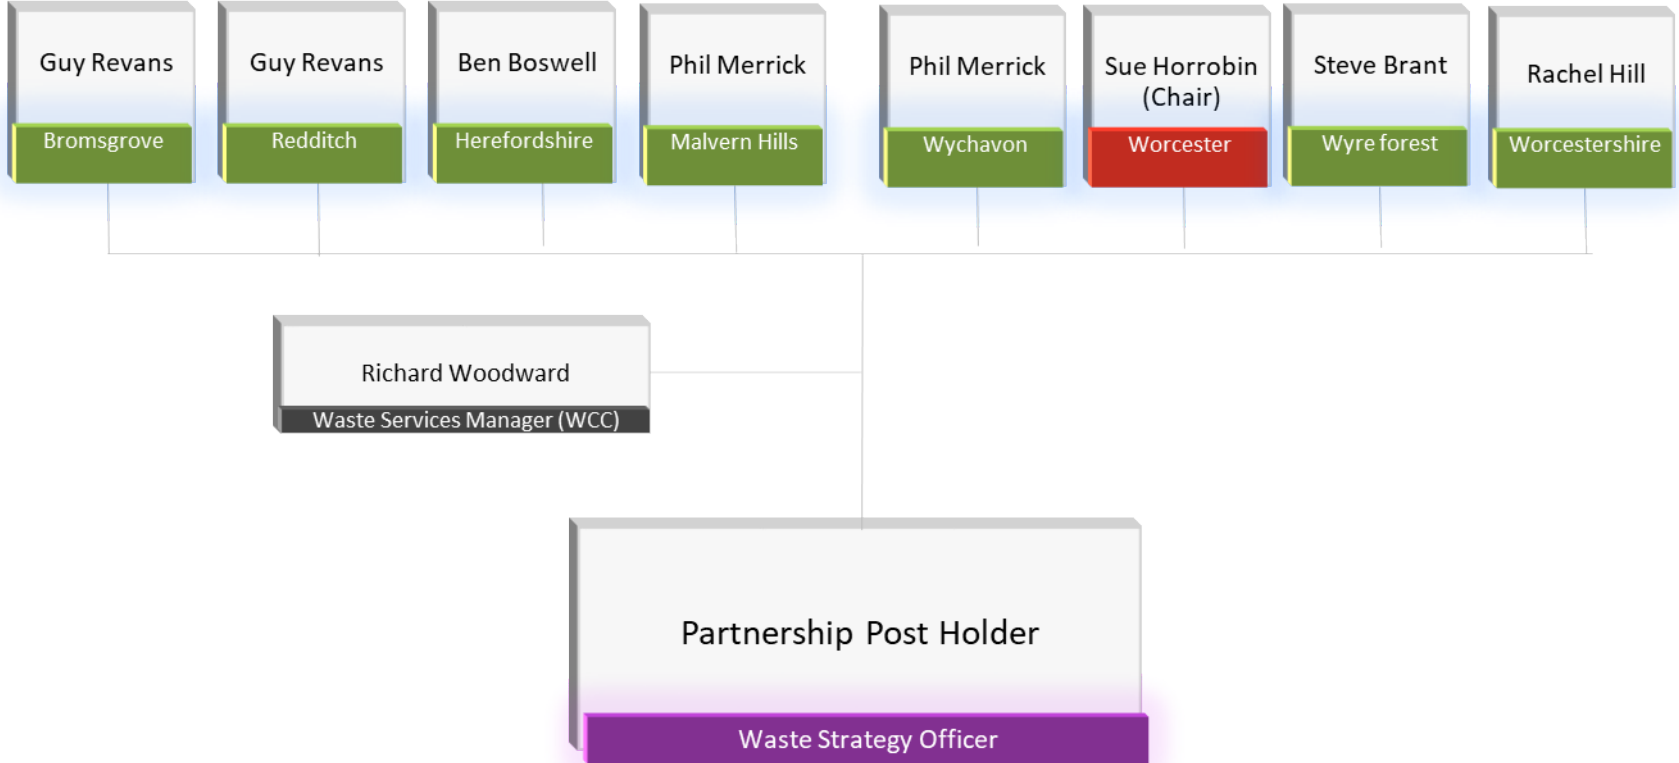 Guy Revans
Bromsgrove
Guy Revans
Redditch
Ben Boswell
Herefordshire
Phil Merrick
Malvern Hills
Phil Merrick
Wychavon
Sue Horrobin
(Chair)
Worcester
Steve Brant
Wyre forest
Rachel Hill
Worcestershire
Richard Woodward
Waste Services Manager (WCC)
Partnership Post Holder
Waste Strategy Officer